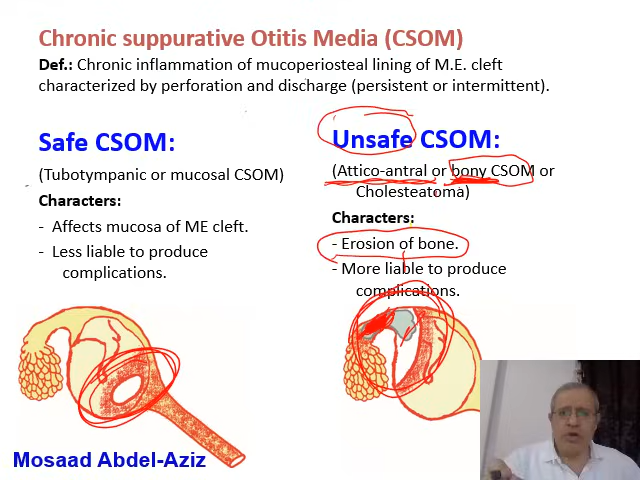 Chronic suppurative Otitis Media (CSOM)
Def.: Chronic inflammation of mucoperiosteal lining of M.E. cleft
characterized by perforation and discharge (persistent or intermittent).
Safe CSOM:
(Tubotympanic or mucosal CSOM)
Characters:
- Affects mucosa of ME cleft.
- Less liable to produce
complications.
Unsafe CSOM:
(Attico-antral or bony CSOM or
Cholesteatoma)
Characters:
- Erosion of bone.
- More liable to produce
complications.
Mosaad Abdel-Aziz